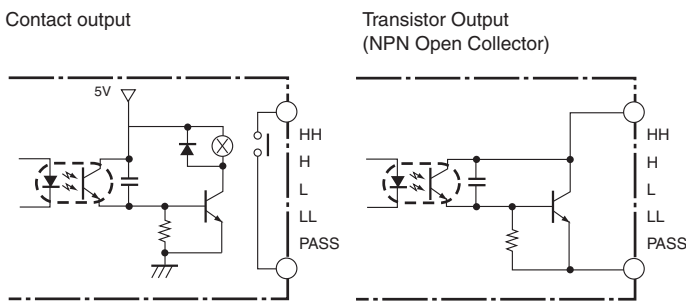 Contact output
Transistor Output
(NPN Open Collector)
5V
HH
H
L
LL
PASS
HH
H
L
LL
PASS